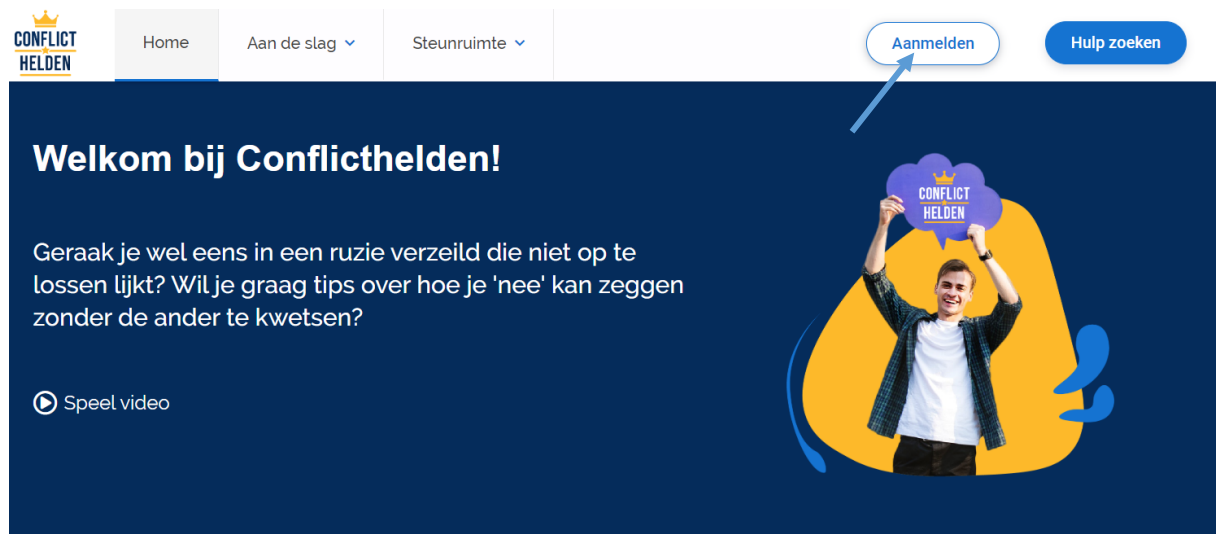 CONFLICT
HELDEN
Home
Aan de slag
Steunruimte
Aanmelden
Hulp zoeken
Welkom bij Conflicthelden!
Geraak je wel eens in een ruzie verzeild die niet op te
lossen lijkt? Wil je graag tips over hoe je 'nee' kan zeggen
zonder de ander te kwetsen?
Speel video
CONFLICT
HELDEN